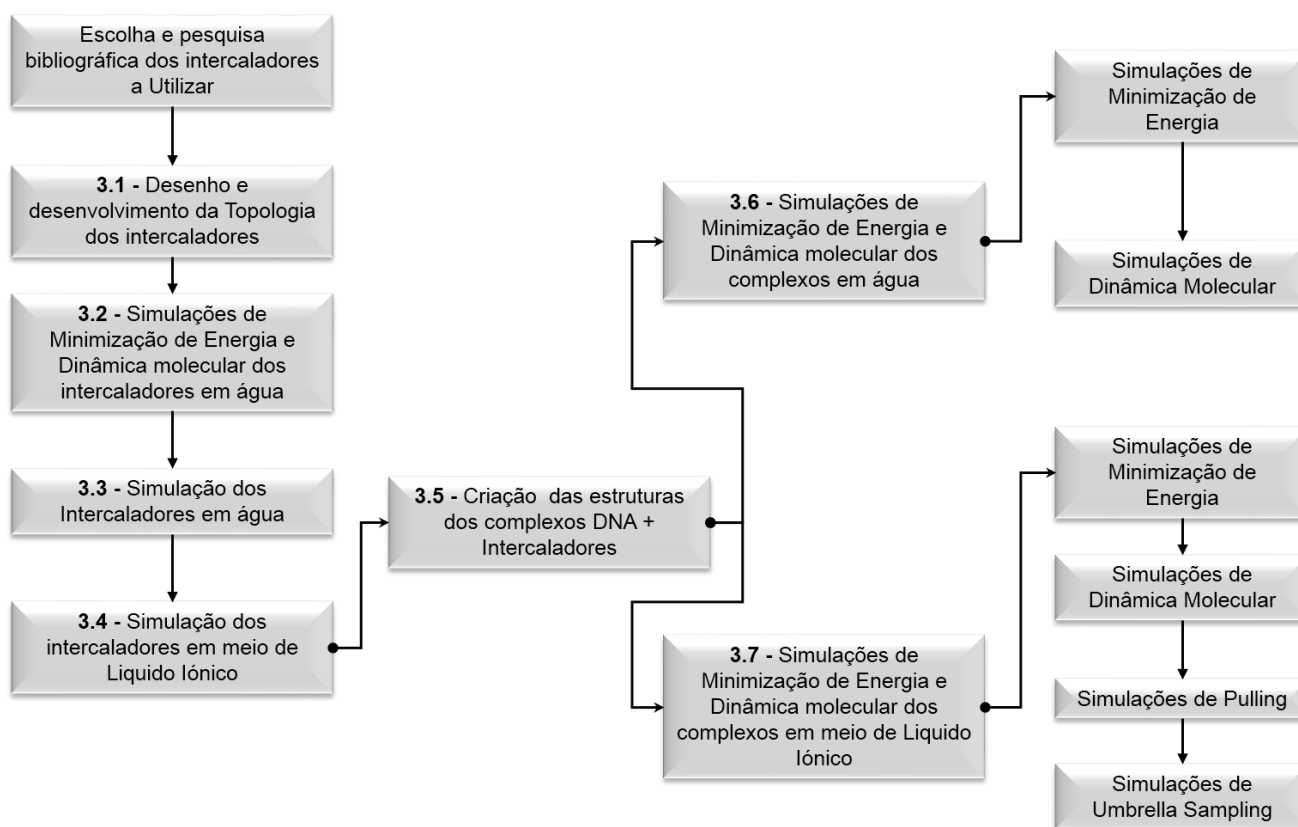 Escolha e pesquisa
bibliográfica dos intercaladores
a Utilizar
3.1 - Desenho e
desenvolvimento da Topologia
dos intercaladores
3.2 - Simulações de
Minimização de Energia e
Dinâmica molecular dos
intercaladores em água
3.3 - Simulação dos
Intercaladores em água
3.4 - Simulação dos
intercaladores em meio de
Liquido Iónico
3.5 - Criação das estruturas
dos complexos DNA +
Intercaladores
3.6 - Simulações de
Minimização de Energia e
Dinâmica molecular dos
complexos em água
Simulações de
Minimização de
Energia
Simulações de
Dinâmica Molecular
3.7 - Simulações de
Minimização de Energia e
Dinâmica molecular dos
complexos em meio de Liquido
Iónico
Simulações de
Minimização de
Energia
Simulações de
Dinâmica Molecular
Simulações de Pulling
Simulações de
Umbrella Sampling